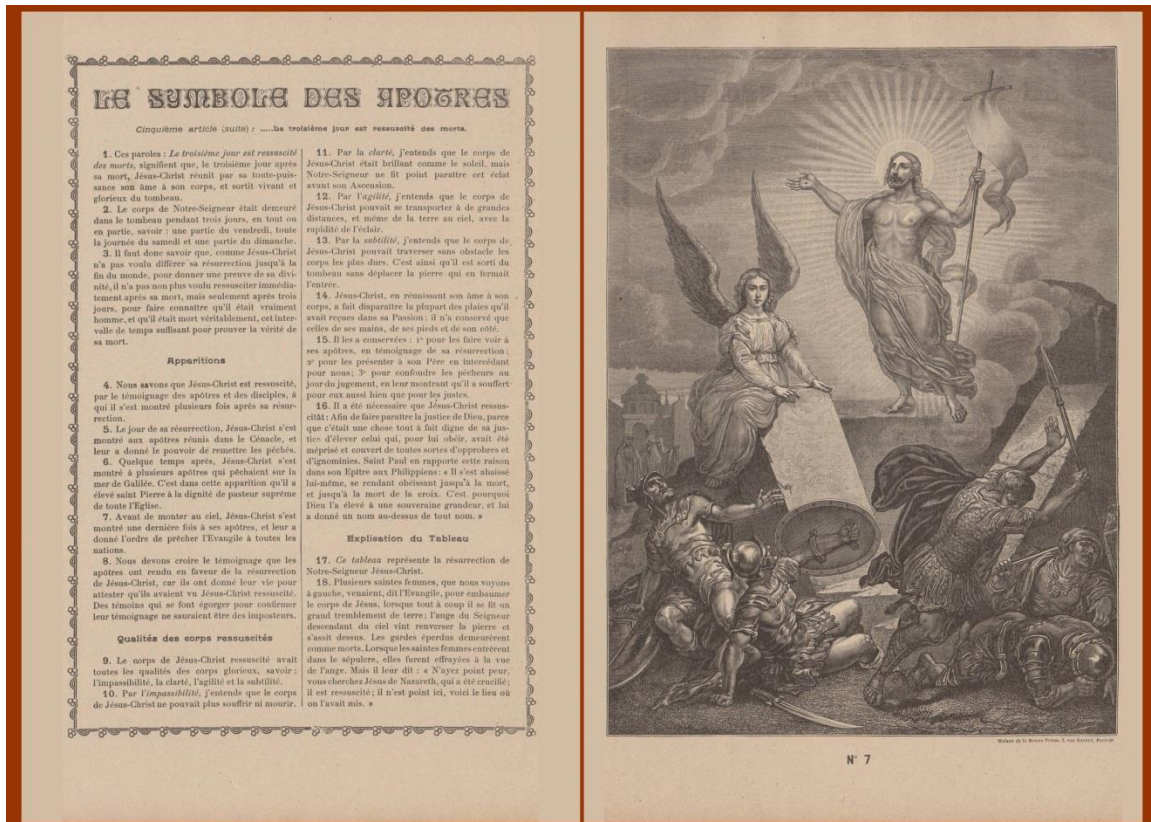 LE SYMBOLE DES APOTRES
Cinquième article (suite) : .....Le troisième jour est ressuscité des morts.
1. Ces paroles : Le troisième jour est ressuscité
des morts, signifient que, le troisième jour après
sa mort, Jésus-Christ réunit par sa toute-puis-
sance son âme à son corps, et sortit vivant et
glorieux du tombeau.
2. Le corps de Notre-Seigneur était demeuré
dans le tombeau pendant trois jours, en tout ou
en partie, savoir : une partie du vendredi, toute
la journée du samedi et une partie du dimanche.
3. Il faut donc savoir que, comme Jésus-Christ
n'a pas voulu différer sa résurrection jusqu'à la
fin du monde, pour donner une preuve de sa divi-
nité, il n'a pas non plus voulu ressusciter immédia-
tement après sa mort, mais seulement après trois
jours, pour faire connaître qu'il était vraiment
homme, et qu'il était mort véritablement, cet inter-
valle de temps suffisant pour prouver la vérité de
sa mort.
Apparitions
4. Nous savons que Jésus-Christ est ressuscité,
par le témoignage des apôtres et des disciples, à
qui il s'est montré plusieurs fois après sa résur-
rection.
5. Le jour de sa résurrection, Jésus-Christ s'est
montré aux apôtres réunis dans le Cénacle, et
leur a donné le pouvoir de remettre les péchés.
6. Quelque temps après, Jésus-Christ s'est
montré à plusieurs apôtres qui pêchaient sur la
mer de Galilée. C'est dans cette apparition qu'il a
élevé saint Pierre à la dignité de pasteur suprême
de toute l'Eglise.
7. Avant de monter au ciel, Jésus-Christ s'est
montré une dernière fois à ses apôtres, et leur a
donné l'ordre de prêcher l'Evangile à toutes les
nations.
8. Nous devons croire le témoignage que les
apôtres ont rendu en faveur de la résurrection
de Jésus-Christ, car ils ont donné leur vie pour
attester qu'ils avaient vu Jésus-Christ ressuscité.
Des témoins qui se font égorger pour confirmer
leur témoignage ne sauraient être des imposteurs.
Qualités des corps ressuscités
9. Le corps de Jésus-Christ ressuscité avait
toutes les qualités des corps glorieux, savoir :
l'impassibilité, la clarté, l'agilité et la subtilité.
10. Par l'impassibilité, j'entends que le corps
de Jésus-Christ ne pouvait plus souffrir ni mourir.
11. Par la clarté, j'entends que le corps de
Jésus-Christ était brillant comme le soleil, mais
Notre-Seigneur ne fit point paraître cet éclat
avant son Ascension.
12. Par l'agilité, j'entends que le corps de
Jésus-Christ pouvait se transporter à de grandes
distances, et même de la terre au ciel, avec la
rapidité de l'éclair.
13. Par la subtilité, j'entends que le corps de
Jésus-Christ pouvait traverser sans obstacle les
corps les plus durs. C'est ainsi qu'il est sorti du
tombeau sans déplacer la pierre qui en fermait
l'entrée.
14. Jésus-Christ, en réunissant son âme à son
corps, a fait disparaître la plupart des plaies qu'il
avait reçues dans sa Passion ; il n'a conservé que
celles de ses mains, de ses pieds et de son côté.
15. Il les a conservées : 1° pour les faire voir à
ses apôtres, en témoignage de sa résurrection ;
2° pour les présenter à son Père en intercédant
pour nous ; 3° pour confondre les pécheurs au
jour du jugement, en leur montrant qu'il a souffert
pour eux aussi bien que pour les justes.
16. Il a été nécessaire que Jésus-Christ ressus-
citât : Afin de faire paraître la justice de Dieu, parce
que c'était une chose tout à fait digne de sa jus-
tice d'élever celui qui, pour lui obéir, avait été
méprisé et couvert de toutes sortes d'opprobres et
d'ignominies. Saint Paul en rapporte cette raison
dans son Epître aux Philippiens : « Il s'est abaissé
lui-même, se rendant obéissant jusqu'à la mort,
et jusqu'à la mort de la croix. C'est pourquoi
Dieu l'a élevé à une souveraine grandeur, et lui
a donné un nom au-dessus de tout nom. »
Explication du Tableau
17. Ce tableau représente la résurrection de
Notre-Seigneur Jésus-Christ.
18. Plusieurs saintes femmes, que nous voyons
à gauche, venaient, dit l'Evangile, pour embaumer
le corps de Jésus, lorsque tout à coup il se fit un
grand tremblement de terre ; l'ange du Seigneur
descendant du ciel vint renverser la pierre et
s'assit dessus. Les gardes éperdus demeurèrent
comme morts. Lorsque les saintes femmes entrèrent
dans le sépulcre, elles furent effrayées à la vue
de l'ange. Mais il leur dit : « N'ayez point peur,
vous cherchez Jésus de Nazareth, qui a été crucifié ;
il est ressuscité ; il n'est point ici, voici le lieu où
on l'avait mis. »
Maison de la Bonne Presse, 5, rue Bayard, Paris-8e.
N° 7